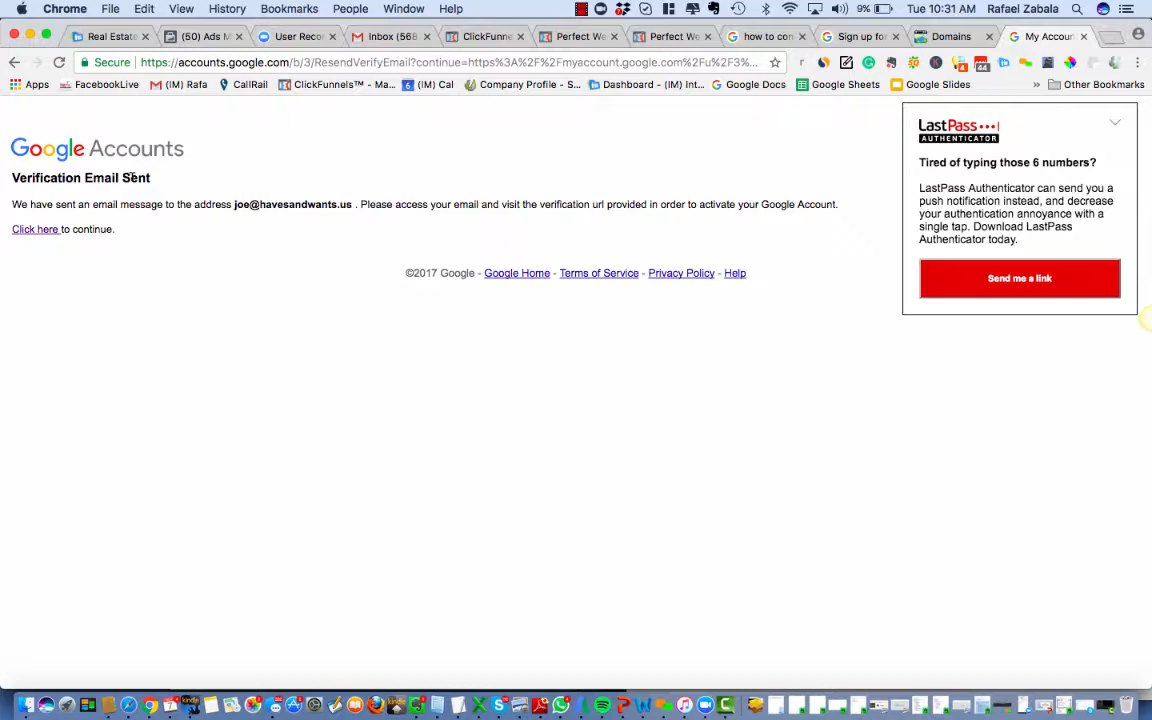 Chrome File Edit View History Bookmarks People Window Help 9% Tue 10:31 AM Rafael Zabala
Real Estate (50) Ads M User Recor Inbox (568 ClickFunne Perfect We Perfect We how to con Sign up for Domains My Accoun
Secure https://accounts.google.com/b/3/ResendVerifyEmail?continue=https%3A%2F%2Fmyaccount.google.com%2Fu%2F3%...
Apps FacebookLive (IM) Rafa CallRail ClickFunnels™ - Ma... (IM) Cal Company Profile - S... Dashboard - (IM) Int... Google Docs Google Sheets Google Slides » Other Bookmarks
Google Accounts
Verification Email Sent
We have sent an email message to the address joe@havesandwants.us . Please access your email and visit the verification url provided in order to activate your Google Account.
Click here to continue.
©2017 Google - Google Home - Terms of Service - Privacy Policy - Help
LastPass
AUTHENTICATOR
Tired of typing those 6 numbers?
LastPass Authenticator can send you a
push notification instead, and decrease
your authentication annoyance with a
single tap. Download LastPass
Authenticator today.
Send me a link